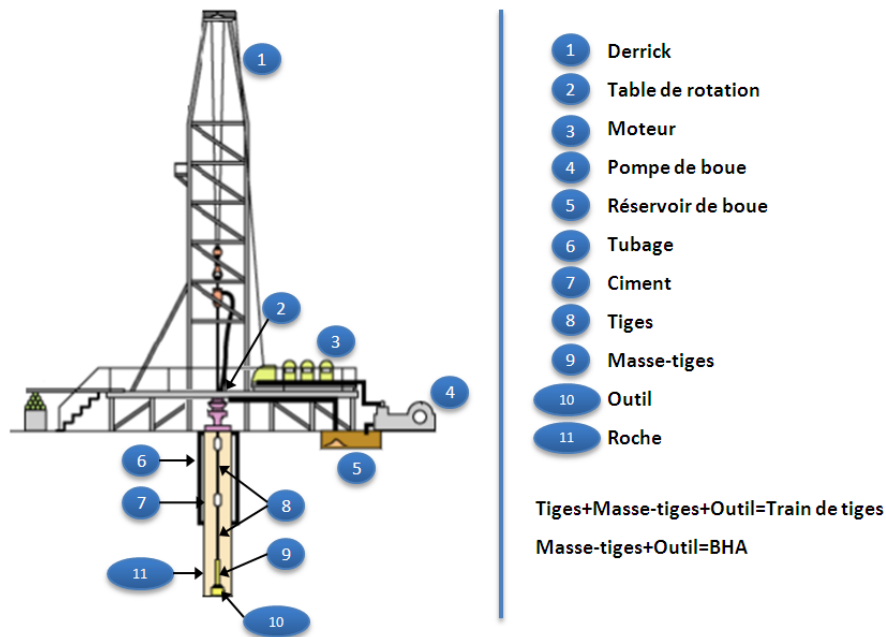 1
2
3
4
5
6
7
8
9
10
11
1 Derrick
2 Table de rotation
3 Moteur
4 Pompe de boue
5 Réservoir de boue
6 Tubage
7 Ciment
8 Tiges
9 Masse-tiges
10 Outil
11 Roche
Tiges+Masse-tiges+Outil=Train de tiges
Masse-tiges+Outil=BHA